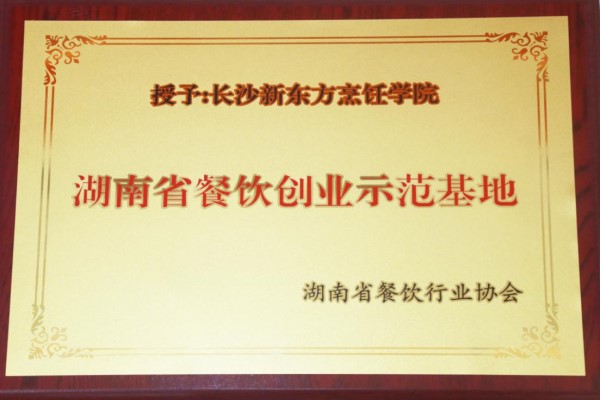 授予:长沙新东方烹饪学院
湖南省餐饮创业示范基地
湖南省餐饮行业协会